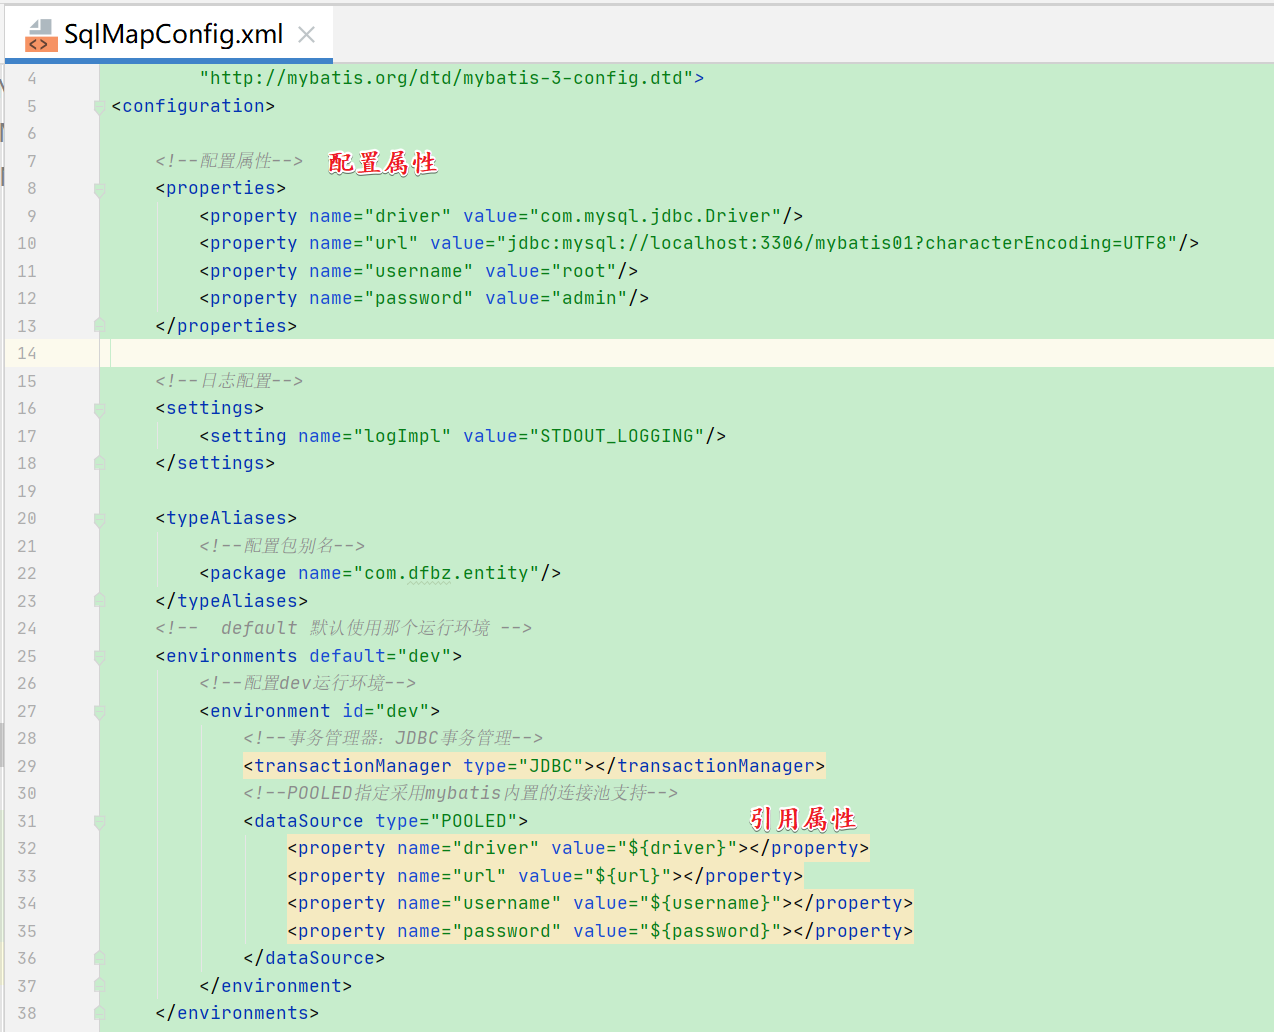 SqlMapConfig.xml
4 "http://mybatis.org/dtd/mybatis-3-config.dtd">
5 <configuration>
6
7 <!--配置属性--> 配置属性
8 <properties>
9 <property name="driver" value="com.mysql.jdbc.Driver"/>
10 <property name="url" value="jdbc:mysql://localhost:3306/mybatis01?characterEncoding=UTF8"/>
11 <property name="username" value="root"/>
12 <property name="password" value="admin"/>
13 </properties>
14
15 <!--日志配置-->
16 <settings>
17 <setting name="logImpl" value="STDOUT_LOGGING"/>
18 </settings>
19
20 <typeAliases>
21 <!--配置包别名-->
22 <package name="com.dfbz.entity"/>
23 </typeAliases>
24 <!-- default 默认使用那个运行环境 -->
25 <environments default="dev">
26 <!--配置dev运行环境-->
27 <environment id="dev">
28 <!--事务管理器：JDBC事务管理-->
29 <transactionManager type="JDBC"></transactionManager>
30 <!--POOLED指定采用mybatis内置的连接池支持-->
31 <dataSource type="POOLED"> 引用属性
32 <property name="driver" value="${driver}"></property>
33 <property name="url" value="${url}"></property>
34 <property name="username" value="${username}"></property>
35 <property name="password" value="${password}"></property>
36 </dataSource>
37 </environment>
38 </environments>